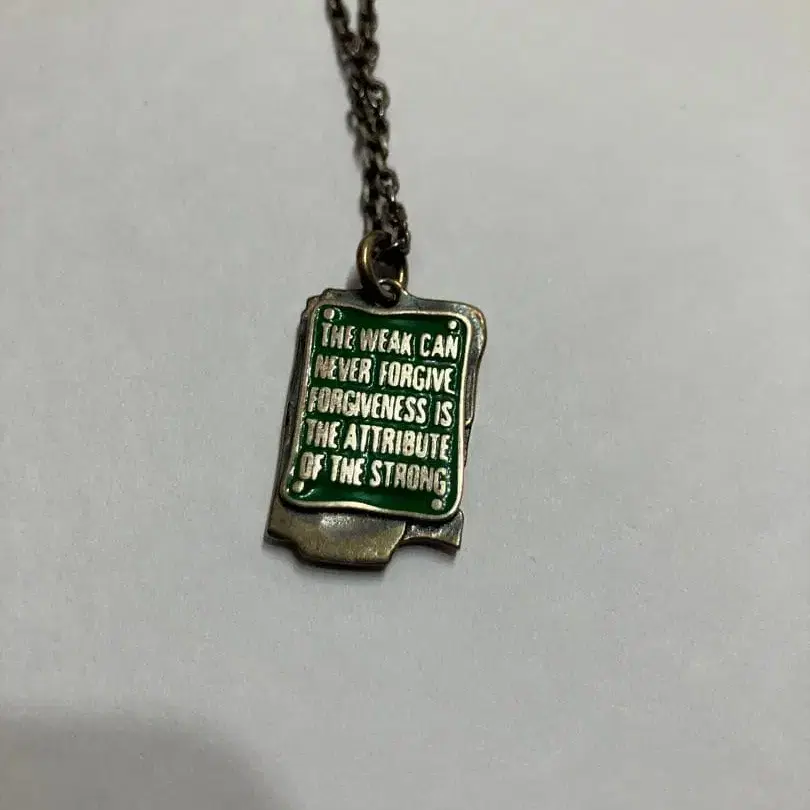 THE WEAK CAN
NEVER FORGIVE
FORGIVENESS IS
THE ATTRIBUTE
OF THE STRONG